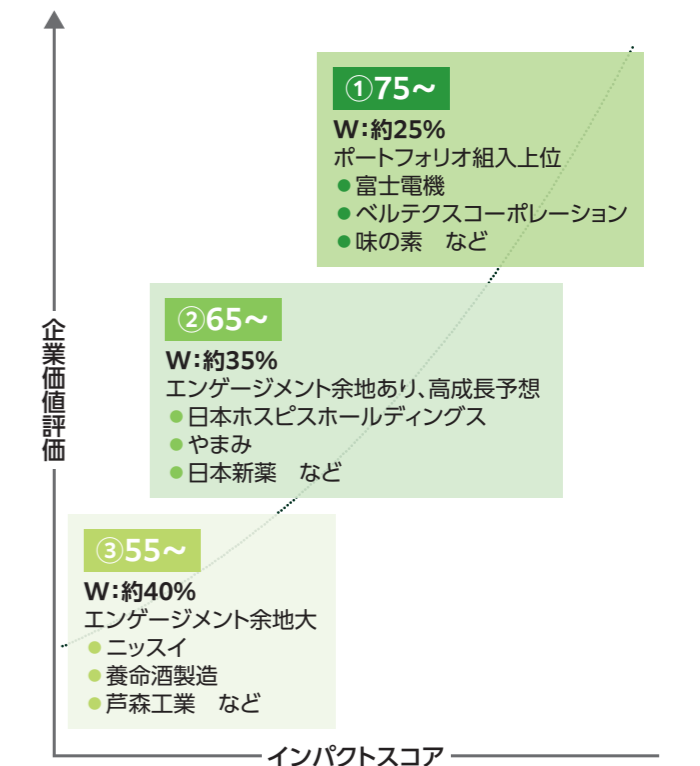 ①75～
W：約25%
ポートフォリオ組入上位
●富士電機
●ベルテクスコーポレーション
●味の素　など
②65～
W：約35%
エンゲージメント余地あり、高成長予想
●日本ホスピスホールディングス
●やまみ
●日本新薬　など
③55～
W：約40%
エンゲージメント余地大
●ニッスイ
●養命酒製造
●芦森工業　など
企業価値評価
インパクトスコア